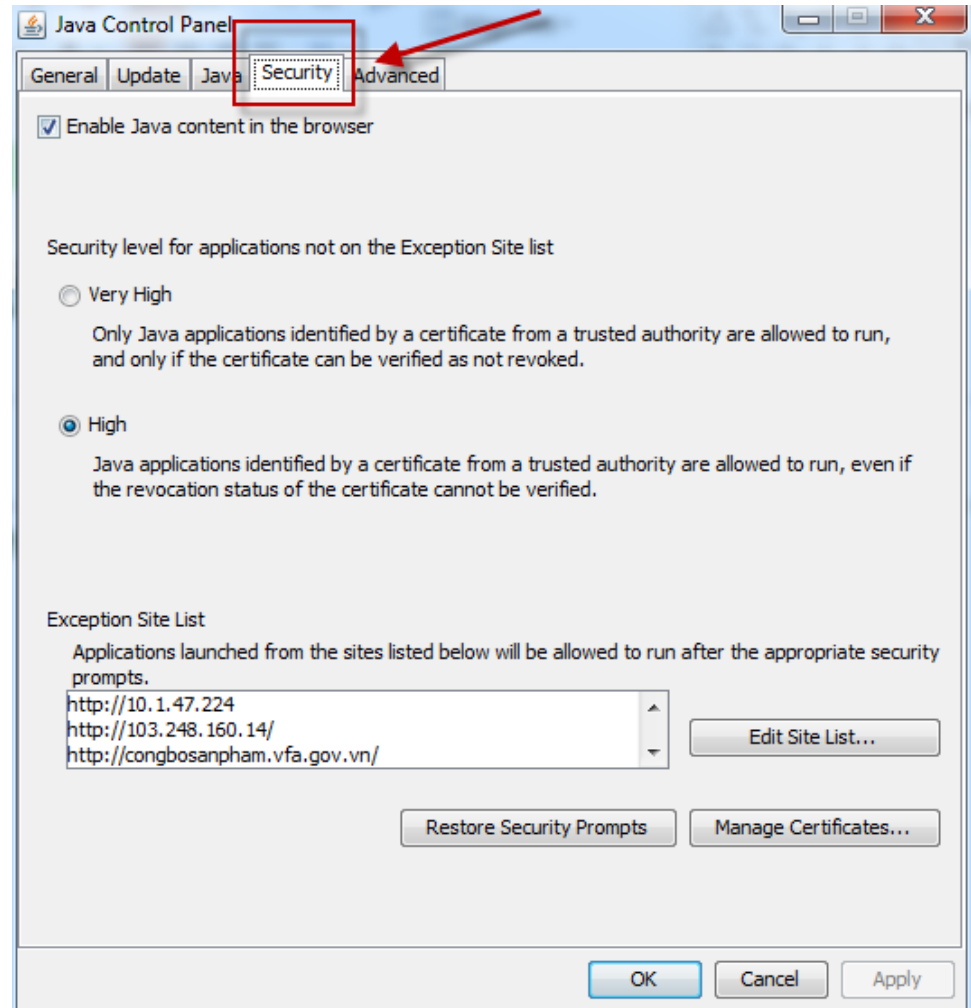 Java Control Panel
General Update Java Security Advanced
Enable Java content in the browser
Security level for applications not on the Exception Site list
Very High
Only Java applications identified by a certificate from a trusted authority are allowed to run,
and only if the certificate can be verified as not revoked.
High
Java applications identified by a certificate from a trusted authority are allowed to run, even if
the revocation status of the certificate cannot be verified.
Exception Site List
Applications launched from the sites listed below will be allowed to run after the appropriate security
prompts.
http://10.1.47.224
http://103.248.160.14/
http://congbosanpham.vfa.gov.vn/
Edit Site List...
Restore Security Prompts Manage Certificates...
OK Cancel Apply